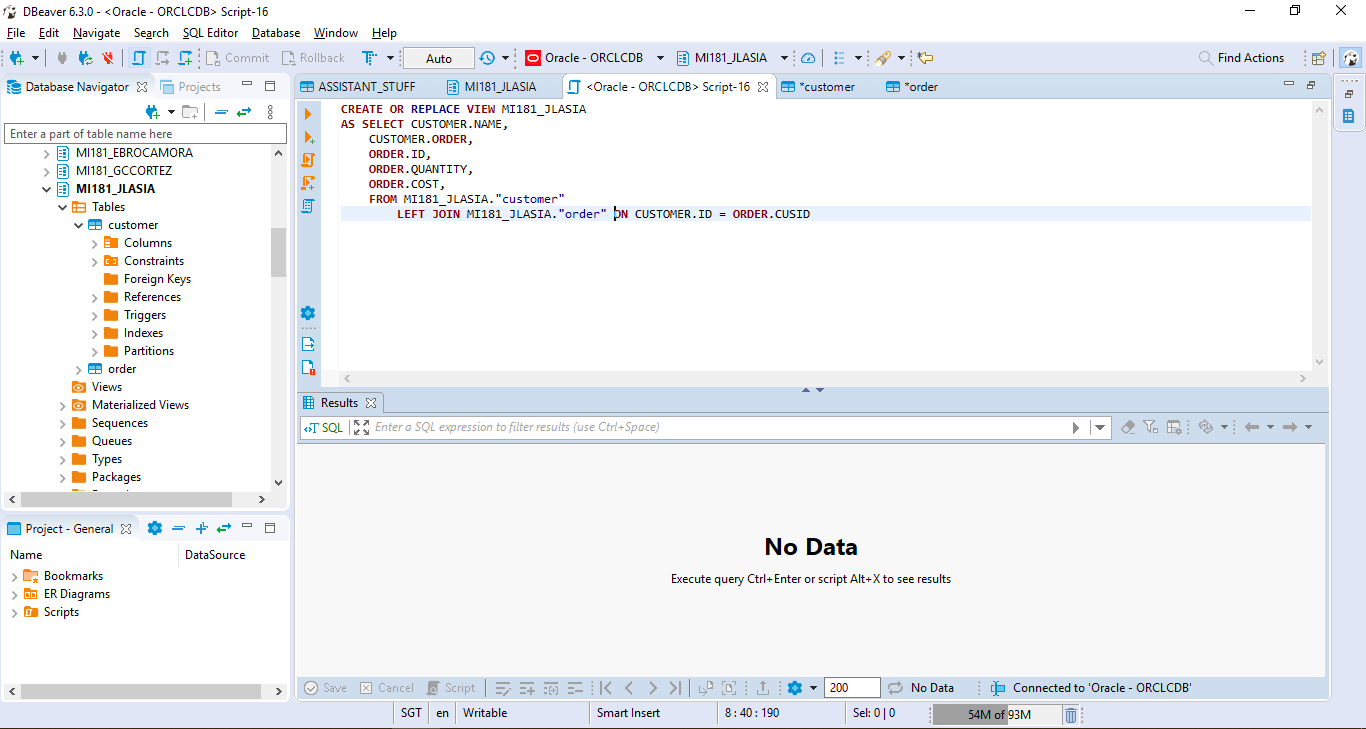 DBeaver 6.3.0 - <Oracle - ORCLCDB> Script-16
File Edit Navigate Search SQL Editor Database Window Help
Commit Rollback Auto Oracle - ORCLCDB MI181_JLASIA Find Actions
Database Navigator Projects
Enter a part of table name here
MI181_EBROCAMORA
MI181_GCCORTEZ
MI181_JLASIA
Tables
customer
Columns
Constraints
Foreign Keys
References
Triggers
Indexes
Partitions
order
Views
Materialized Views
Sequences
Queues
Types
Packages
Project - General
Name DataSource
Bookmarks
ER Diagrams
Scripts
ASSISTANT_STUFF MI181_JLASIA <Oracle - ORCLCDB> Script-16 *customer *order
CREATE OR REPLACE VIEW MI181_JLASIA
AS SELECT CUSTOMER.NAME,
CUSTOMER.ORDER,
ORDER.ID,
ORDER.QUANTITY,
ORDER.COST,
FROM MI181_JLASIA."customer"
LEFT JOIN MI181_JLASIA."order" ON CUSTOMER.ID = ORDER.CUSID
Results
SQL Enter a SQL expression to filter results (use Ctrl+Space)
No Data
Execute query Ctrl+Enter or script Alt+X to see results
Save Cancel Script 200 No Data Connected to 'Oracle - ORCLCDB'
SGT en Writable Smart Insert 8 : 40 : 190 Sel: 0 | 0 54M of 93M